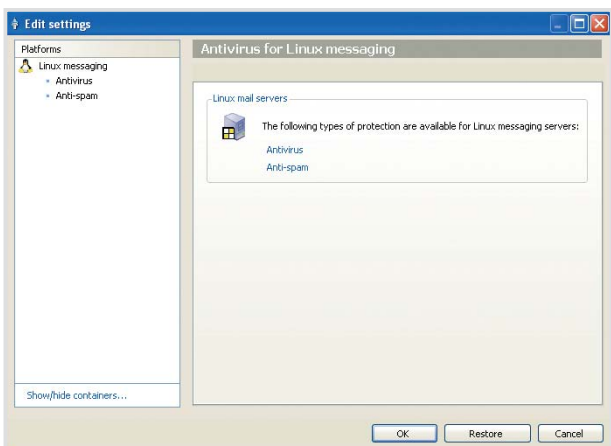 Edit settings
Platforms
Linux messaging
Antivirus
Anti-spam
Show/hide containers...
Antivirus for Linux messaging
Linux mail servers
The following types of protection are available for Linux messaging servers:
Antivirus
Anti-spam
OK
Restore
Cancel